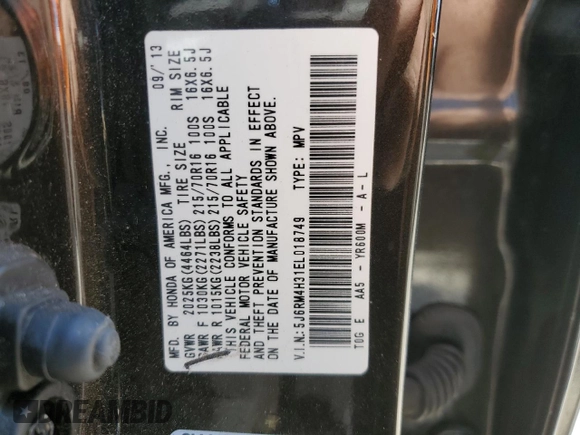 MFD. BY HONDA OF AMERICA MFG., INC. 09/'13
GVWR 2025KG(4464LBS) TIRE SIZE RIM SIZE
GAWR F 1030KG(2271LBS) 215/70R16 100S 16X6.5J
GAWR R 1015KG(2238LBS) 215/70R16 100S 16X6.5J
THIS VEHICLE CONFORMS TO ALL APPLICABLE
FEDERAL MOTOR VEHICLE SAFETY
AND THEFT PREVENTION STANDARDS IN EFFECT
ON THE DATE OF MANUFACTURE SHOWN ABOVE.
V.I.N.:5J6RM4H31EL018749 TYPE: MPV
T0G E AA5- YR600M - A - L
DREAMBID